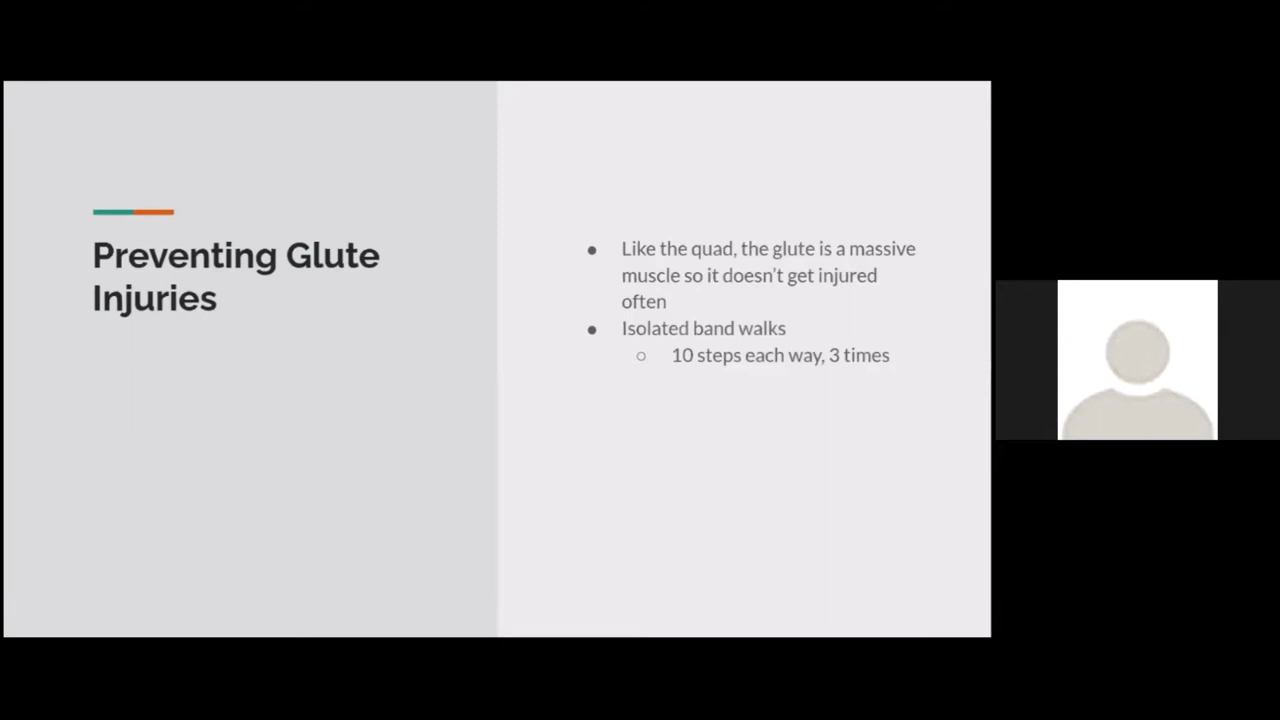 Preventing Glute
Injuries
● Like the quad, the glute is a massive
muscle so it doesn't get injured
often
● Isolated band walks
○ 10 steps each way, 3 times